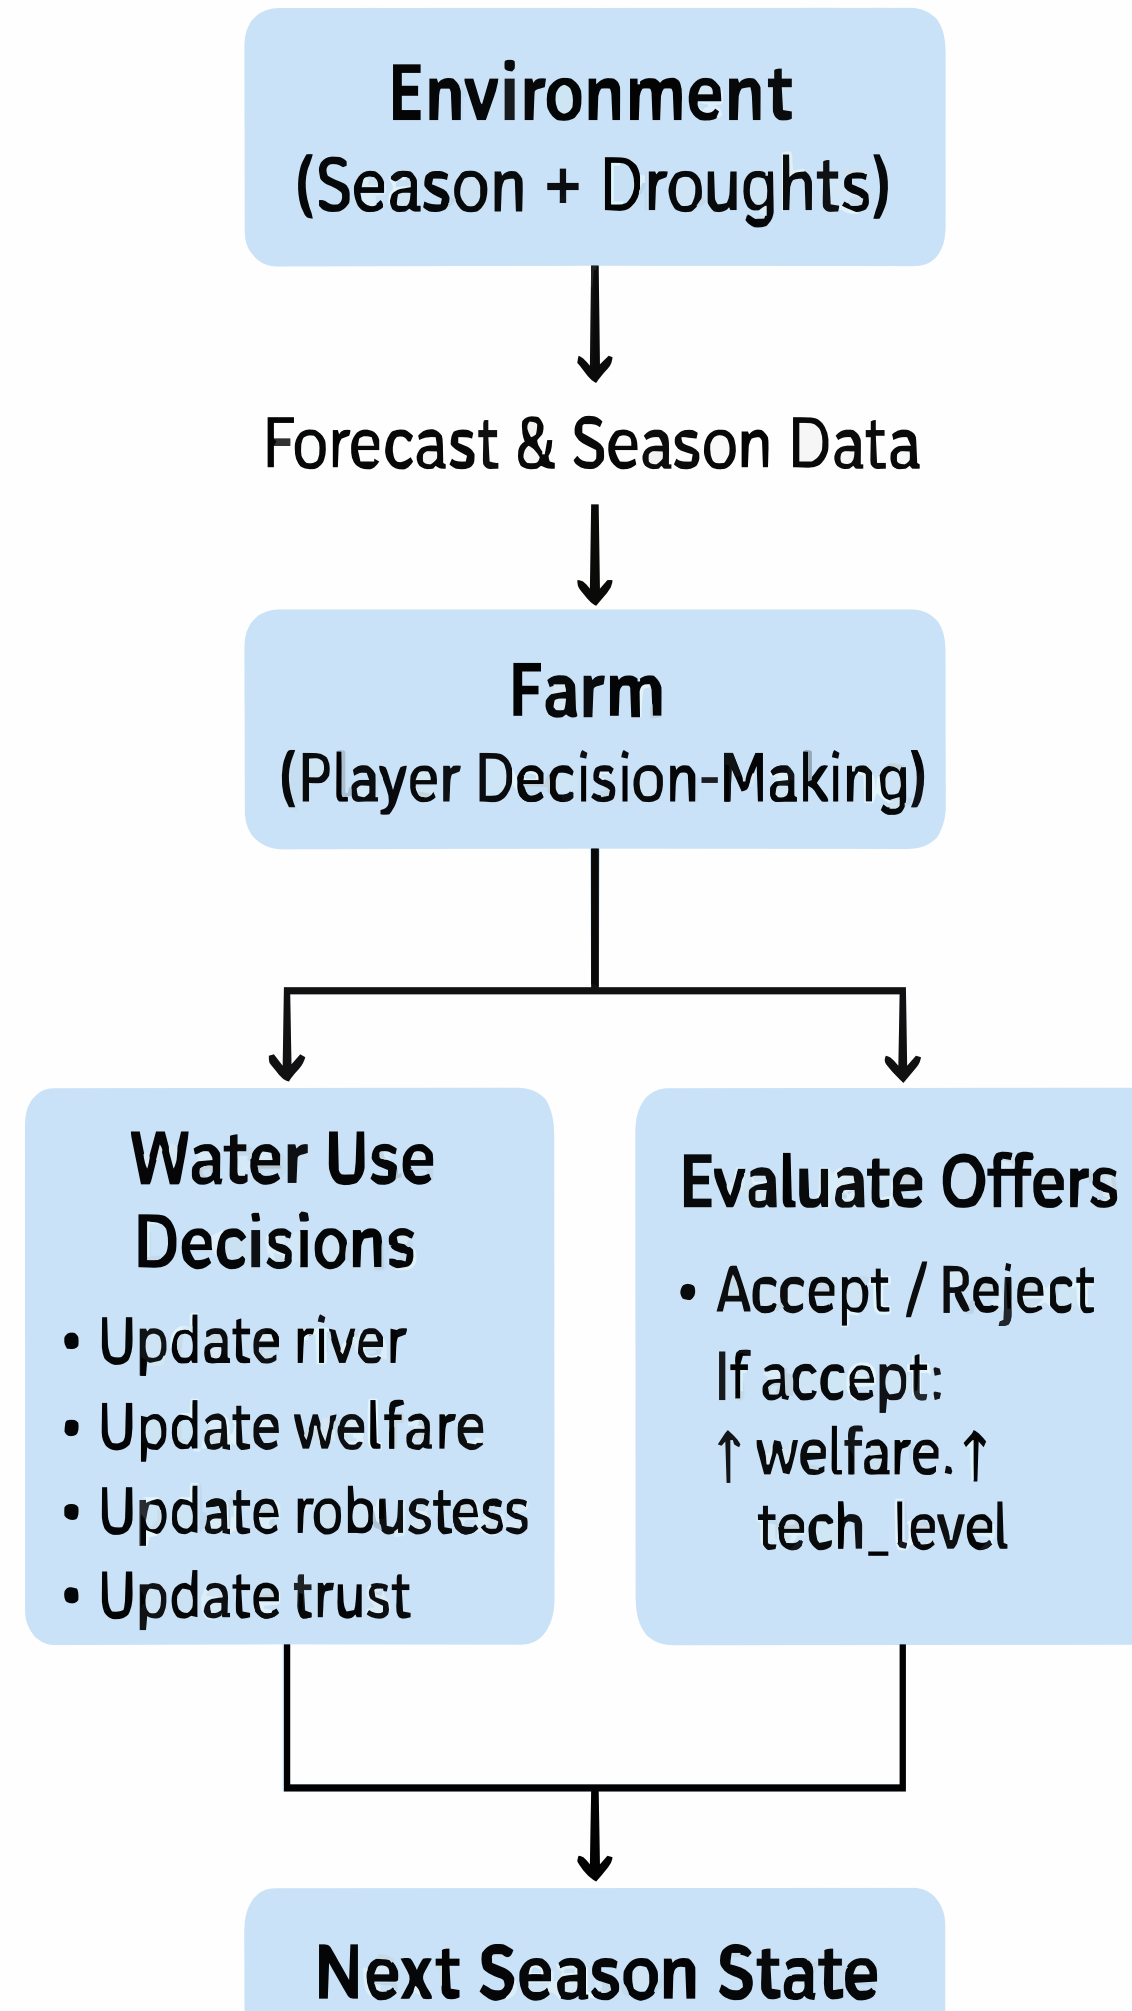 Environment
(Season + Droughts)
Forecast & Season Data
Farm
(Player Decision-Making)
Water Use
Decisions
• Update river
• Update welfare
• Update robustess
• Update trust
Evaluate Offers
• Accept / Reject
If accept:
↑ welfare.↑
tech_level
Next Season State